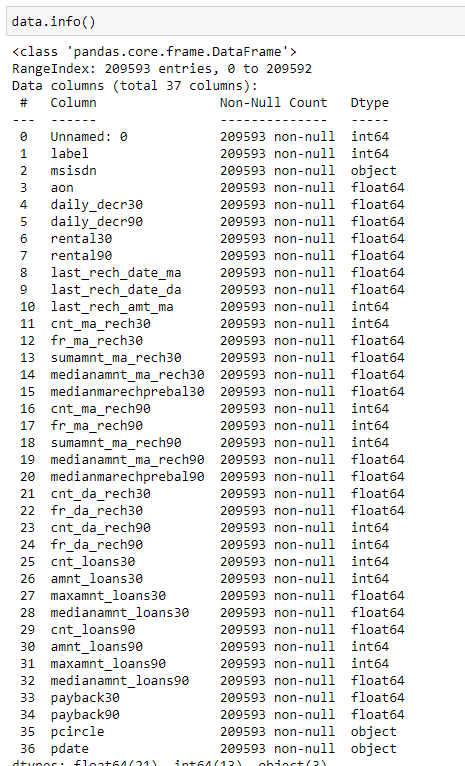 data.info()
<class 'pandas.core.frame.DataFrame'>
RangeIndex: 209593 entries, 0 to 209592
Data columns (total 37 columns):
 #   Column                Non-Null Count   Dtype
---  ------                --------------   -----
 0   Unnamed: 0            209593 non-null  int64
 1   label                 209593 non-null  int64
 2   msisdn                209593 non-null  object
 3   aon                   209593 non-null  float64
 4   daily_decr30          209593 non-null  float64
 5   daily_decr90          209593 non-null  float64
 6   rental30              209593 non-null  float64
 7   rental90              209593 non-null  float64
 8   last_rech_date_ma     209593 non-null  float64
 9   last_rech_date_da     209593 non-null  float64
 10  last_rech_amt_ma      209593 non-null  int64
 11  cnt_ma_rech30         209593 non-null  int64
 12  fr_ma_rech30          209593 non-null  float64
 13  sumamnt_ma_rech30     209593 non-null  float64
 14  medianamnt_ma_rech30  209593 non-null  float64
 15  medianmarechprebal30  209593 non-null  float64
 16  cnt_ma_rech90         209593 non-null  int64
 17  fr_ma_rech90          209593 non-null  int64
 18  sumamnt_ma_rech90     209593 non-null  int64
 19  medianamnt_ma_rech90  209593 non-null  float64
 20  medianmarechprebal90  209593 non-null  float64
 21  cnt_da_rech30         209593 non-null  float64
 22  fr_da_rech30          209593 non-null  float64
 23  cnt_da_rech90         209593 non-null  int64
 24  fr_da_rech90          209593 non-null  int64
 25  cnt_loans30           209593 non-null  int64
 26  amnt_loans30          209593 non-null  int64
 27  maxamnt_loans30       209593 non-null  float64
 28  medianamnt_loans30    209593 non-null  float64
 29  cnt_loans90           209593 non-null  float64
 30  amnt_loans90          209593 non-null  int64
 31  maxamnt_loans90       209593 non-null  int64
 32  medianamnt_loans90    209593 non-null  float64
 33  payback30             209593 non-null  float64
 34  payback90             209593 non-null  float64
 35  pcircle               209593 non-null  object
 36  pdate                 209593 non-null  object
dtypes: float64(21), int64(13), object(3)